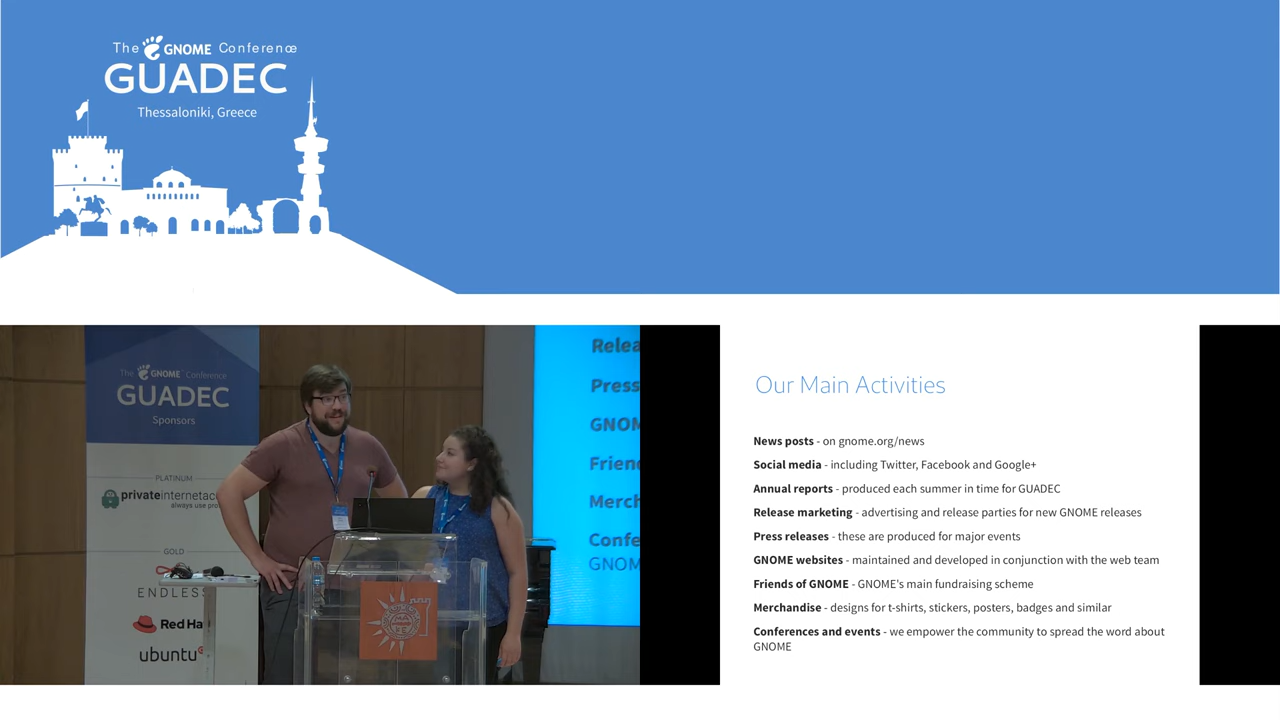 The GNOME Conference
GUADEC
Thessaloniki, Greece
The GNOME Conference
GUADEC
Sponsors
PLATINUM
privateinternetac
always use pro
GOLD
ENDLESS
Red Ha
ubuntu
Relea
Press
GNOM
Frien
Merch
Confe
GNOM
Our Main Activities
News posts - on gnome.org/news
Social media - including Twitter, Facebook and Google+
Annual reports - produced each summer in time for GUADEC
Release marketing - advertising and release parties for new GNOME releases
Press releases - these are produced for major events
GNOME websites - maintained and developed in conjunction with the web team
Friends of GNOME - GNOME's main fundraising scheme
Merchandise - designs for t-shirts, stickers, posters, badges and similar
Conferences and events - we empower the community to spread the word about
GNOME